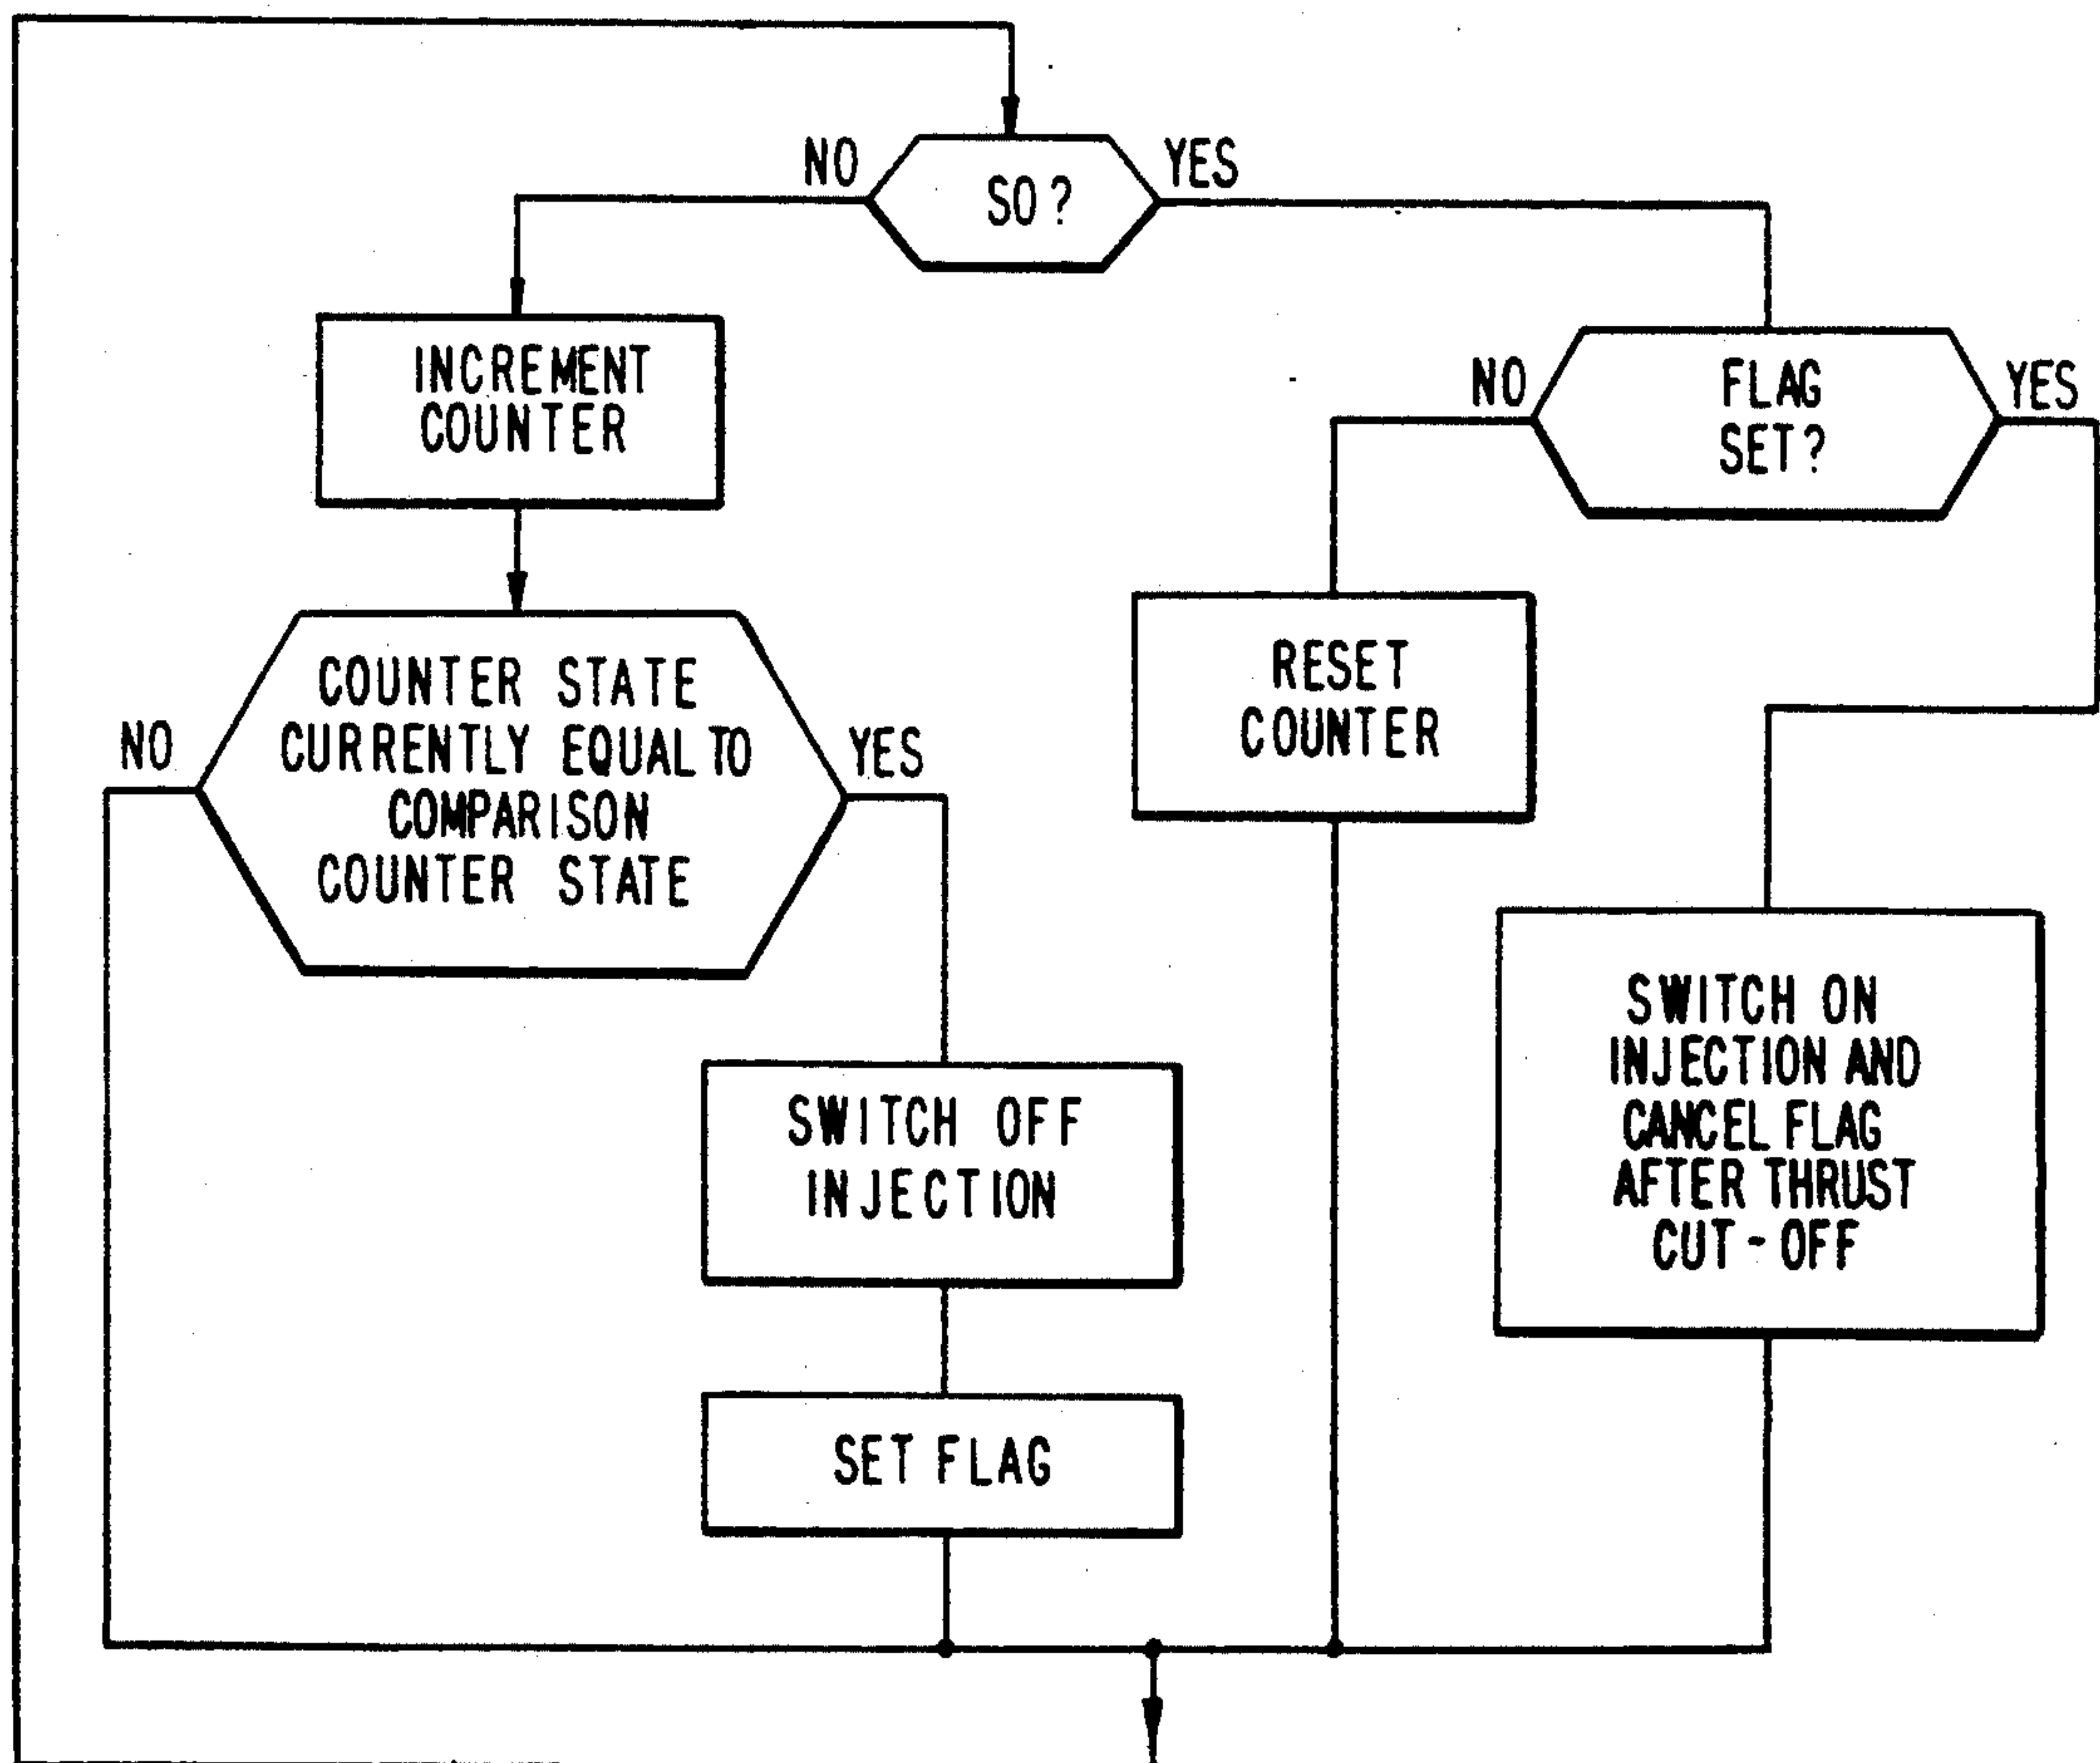 NO
SO?
YES
INCREMENT
COUNTER
NO
FLAG
SET?
YES
COUNTER STATE
CURRENTLY EQUAL TO
COMPARISON
COUNTER STATE
NO
YES
RESET
COUNTER
SWITCH OFF
INJECTION
SET FLAG
SWITCH ON
INJECTION AND
CANCEL FLAG
AFTER THRUST
CUT-OFF